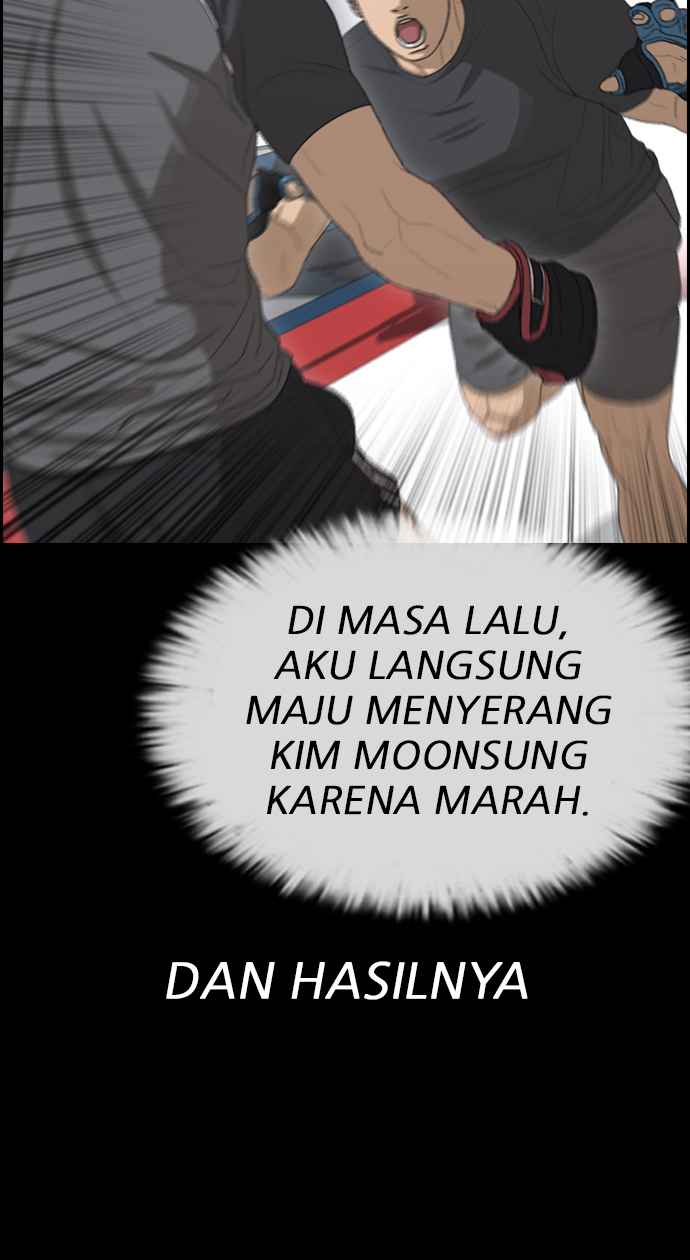 DI MASA LALU,
AKU LANGSUNG
MAJU MENYERANG
KIM MOONSUNG
KARENA MARAH.
DAN HASILNYA